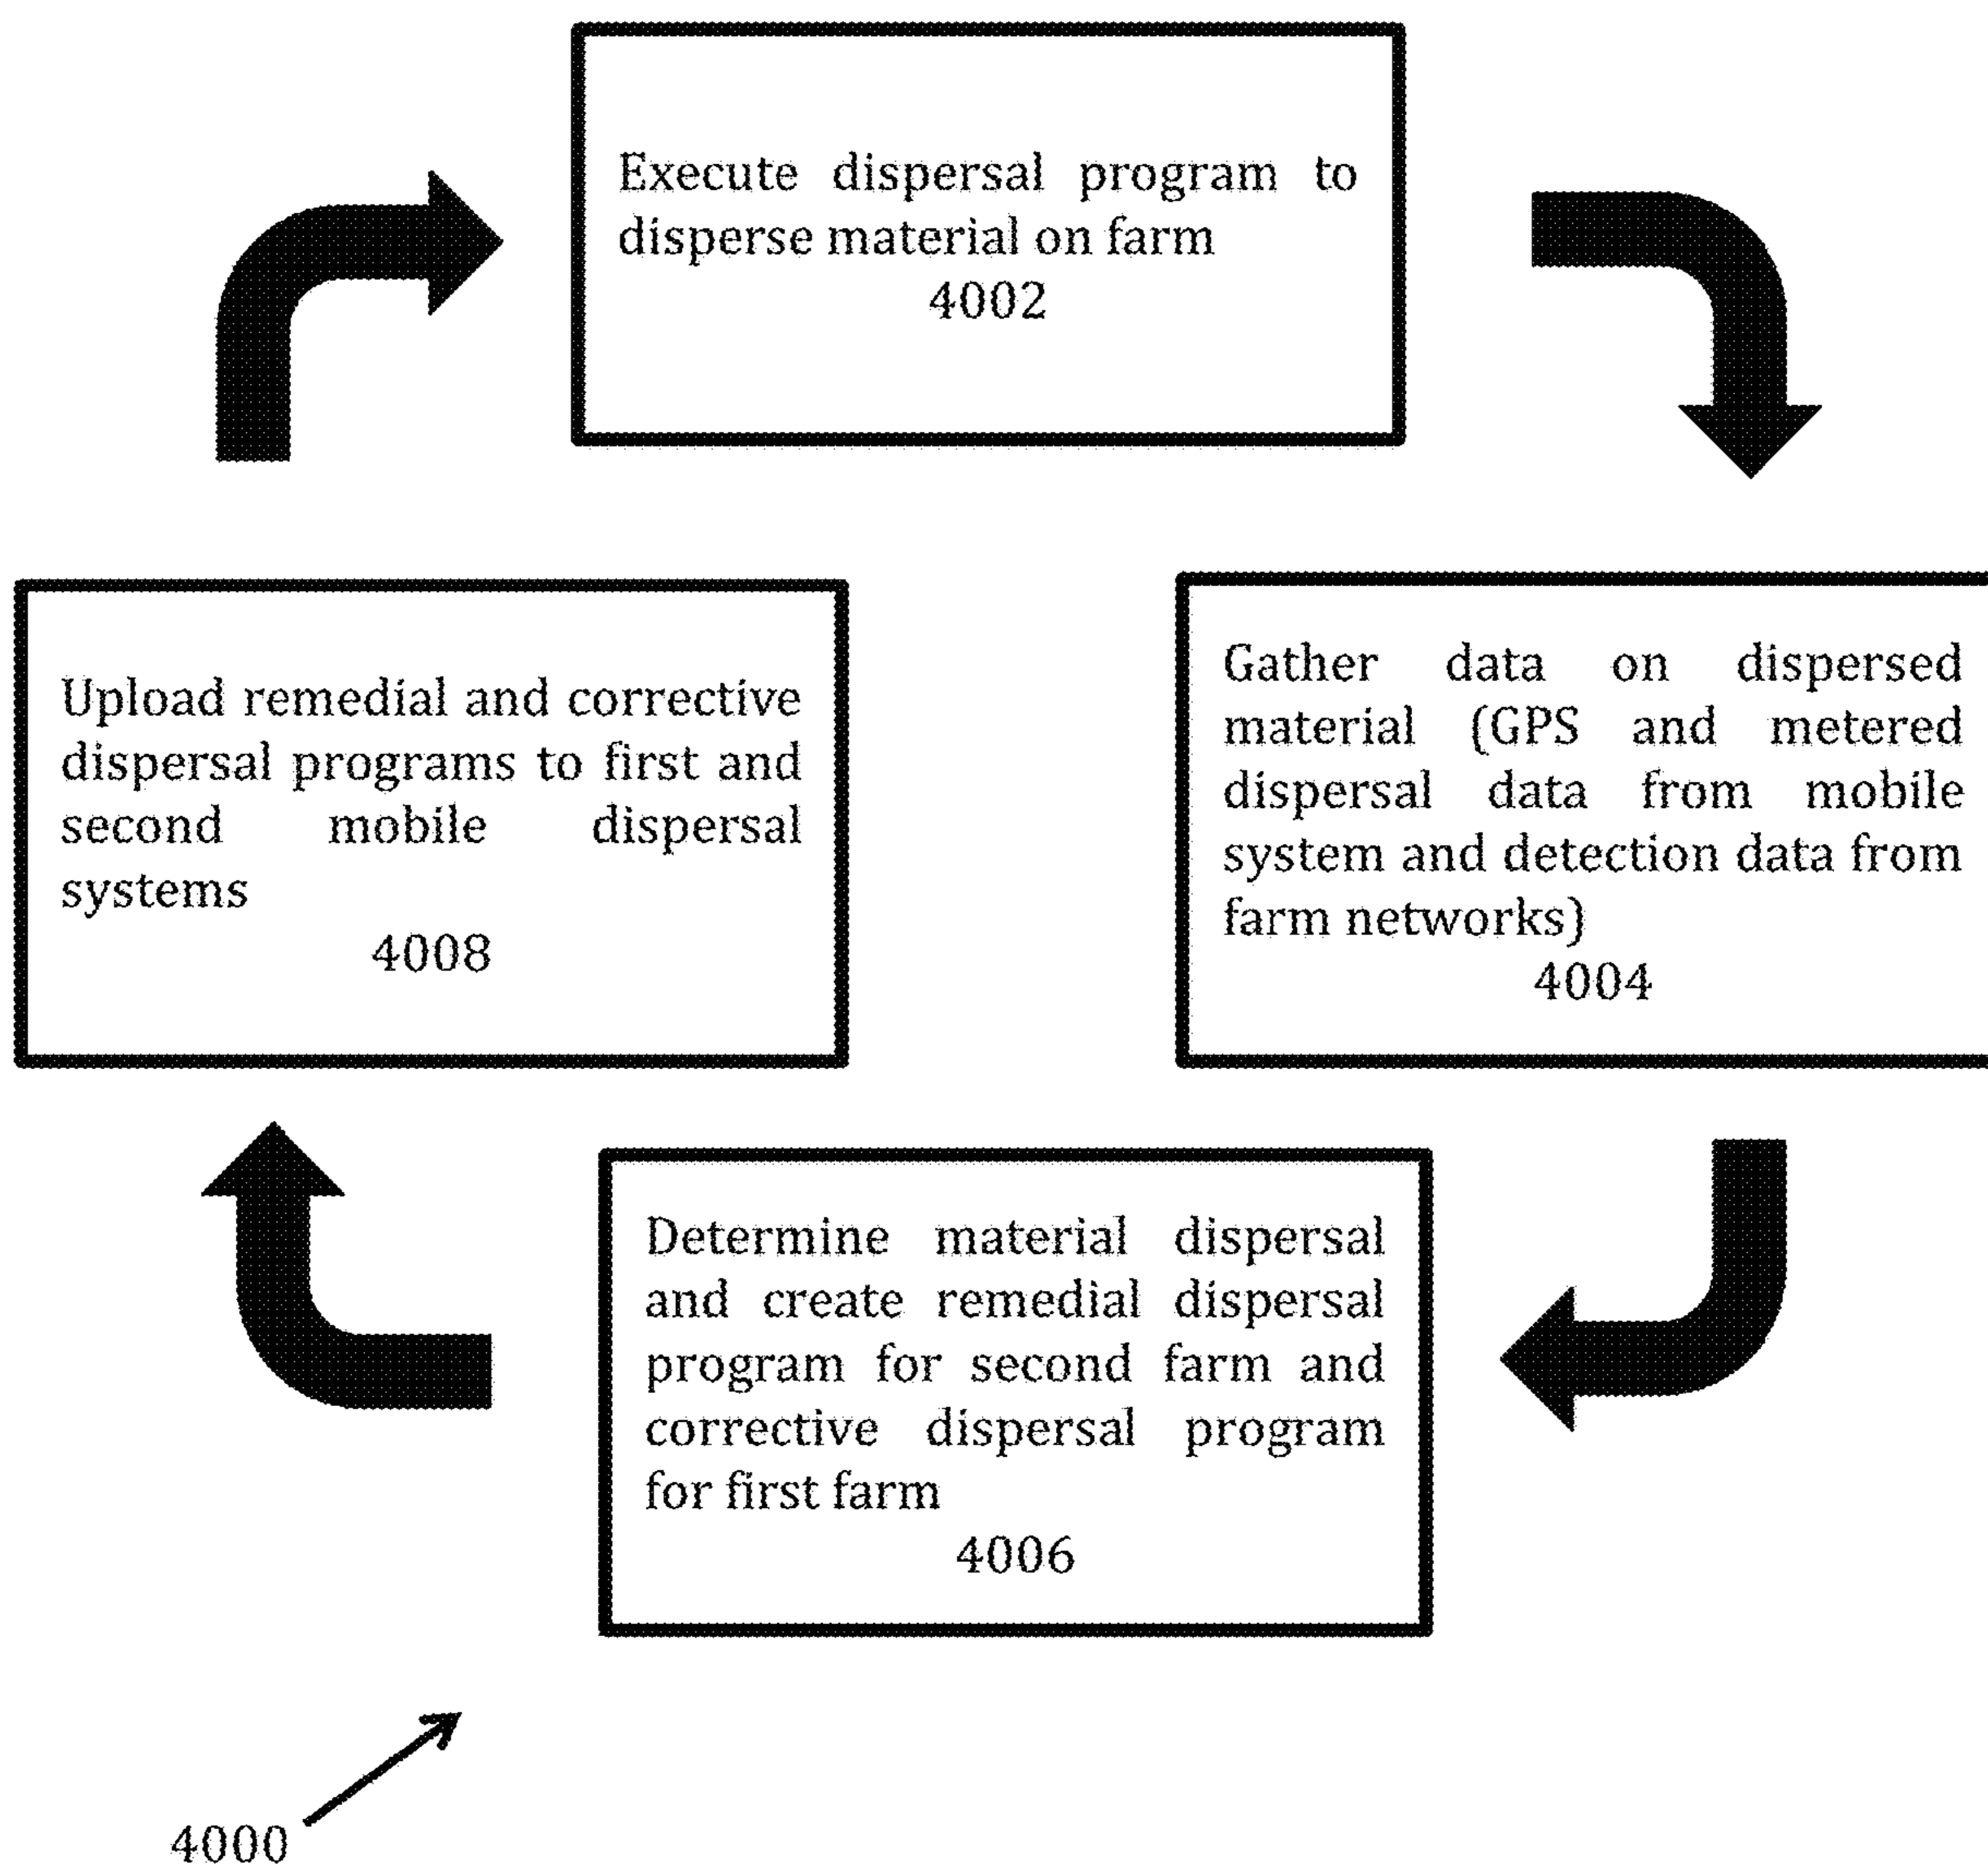 Execute dispersal program to
disperse material on farm
4002
Upload remedial and corrective
dispersal programs to first and
second mobile dispersal
systems
4008
Gather data on dispersed
material (GPS and metered
dispersal data from mobile
system and detection data from
farm networks)
4004
Determine material dispersal
and create remedial dispersal
program for second farm and
corrective dispersal program
for first farm
4006
4000